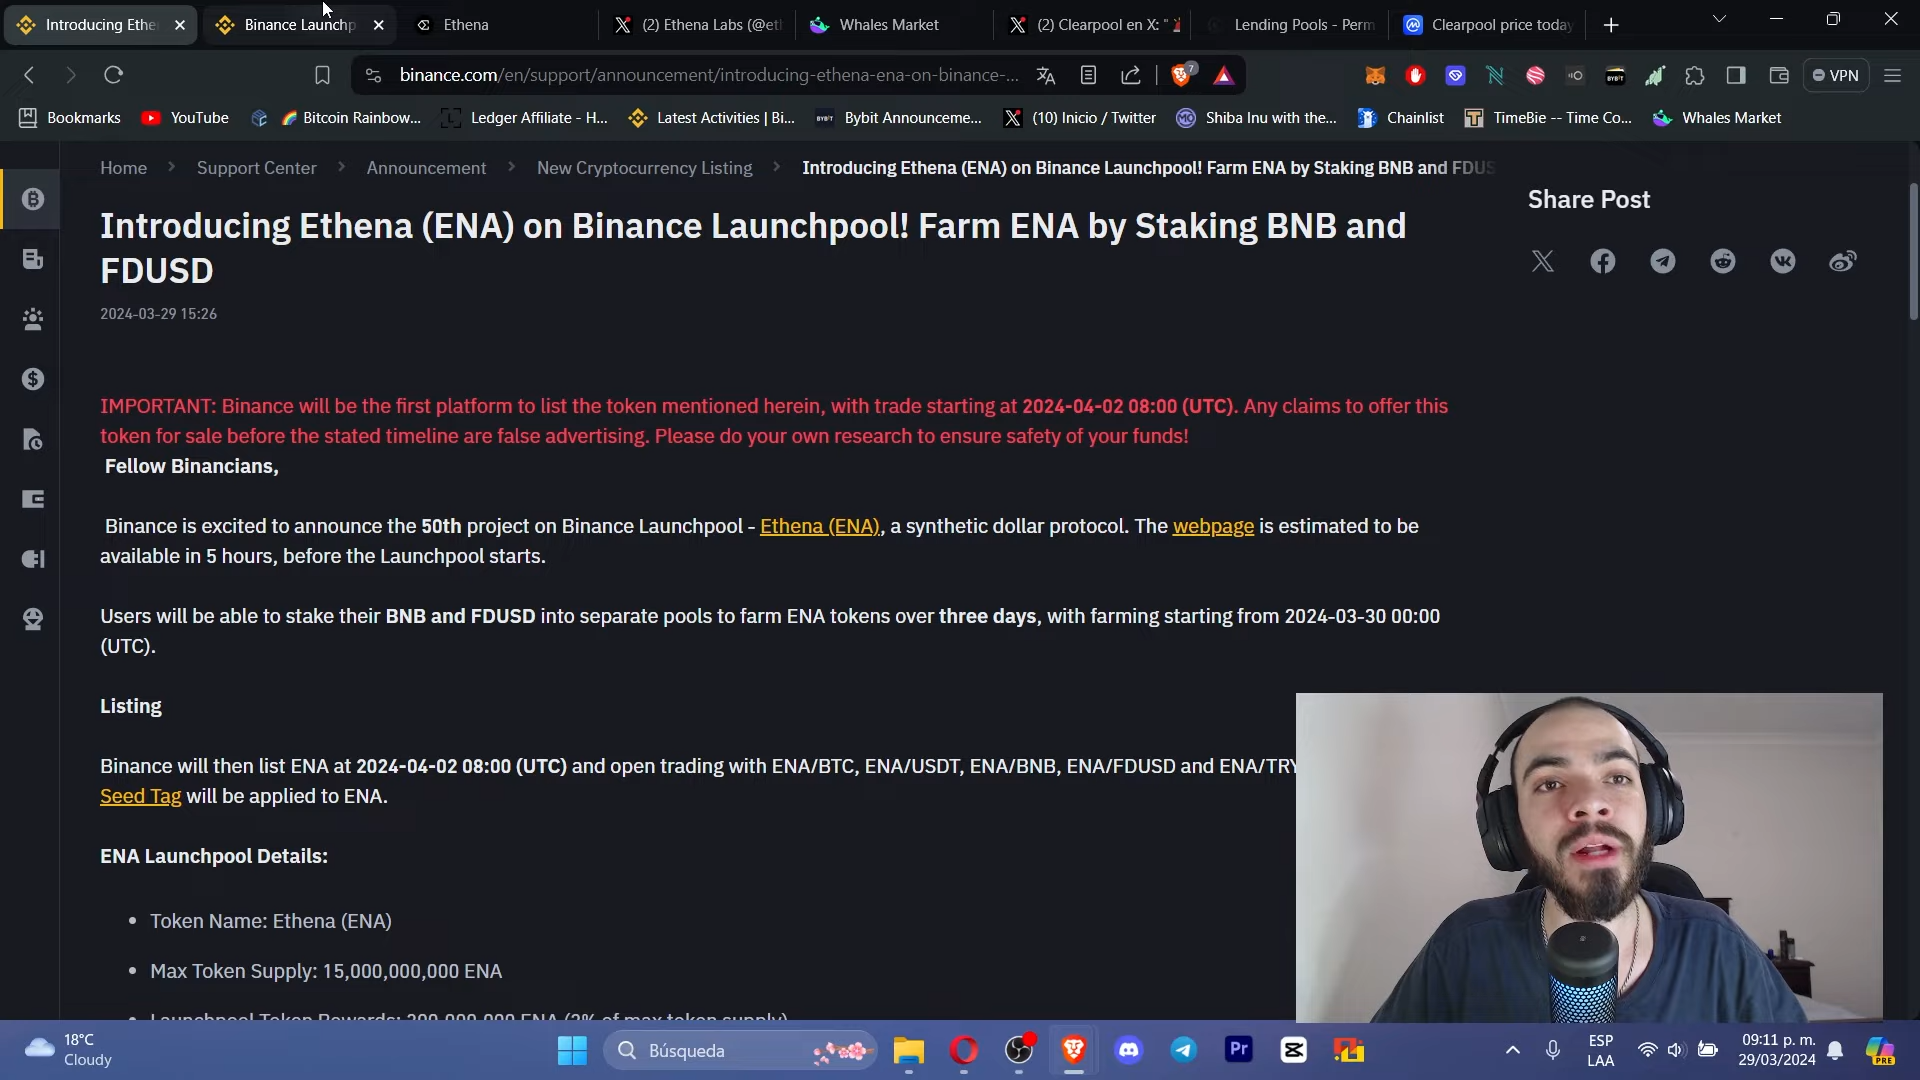 Introducing Ethe
Binance Launchp
Ethena
(2) Ethena Labs (@eth
Whales Market
(2) Clearpool en X: "
Lending Pools - Perm
Clearpool price today
binance.com/en/support/announcement/introducing-ethena-ena-on-binance-...
7
VPN
Bookmarks
YouTube
Bitcoin Rainbow...
Ledger Affiliate - H...
Latest Activities | Bi...
Bybit Announceme...
(10) Inicio / Twitter
Shiba Inu with the...
Chainlist
TimeBie -- Time Co...
Whales Market
Home > Support Center > Announcement > New Cryptocurrency Listing > Introducing Ethena (ENA) on Binance Launchpool! Farm ENA by Staking BNB and FDUS
Share Post
Introducing Ethena (ENA) on Binance Launchpool! Farm ENA by Staking BNB and
FDUSD
2024-03-29 15:26
IMPORTANT: Binance will be the first platform to list the token mentioned herein, with trade starting at 2024-04-02 08:00 (UTC). Any claims to offer this
token for sale before the stated timeline are false advertising. Please do your own research to ensure safety of your funds!
Fellow Binancians,
Binance is excited to announce the 50th project on Binance Launchpool - Ethena (ENA), a synthetic dollar protocol. The webpage is estimated to be
available in 5 hours, before the Launchpool starts.
Users will be able to stake their BNB and FDUSD into separate pools to farm ENA tokens over three days, with farming starting from 2024-03-30 00:00
(UTC).
Listing
Binance will then list ENA at 2024-04-02 08:00 (UTC) and open trading with ENA/BTC, ENA/USDT, ENA/BNB, ENA/FDUSD and ENA/TRY
Seed Tag will be applied to ENA.
ENA Launchpool Details:
• Token Name: Ethena (ENA)
• Max Token Supply: 15,000,000,000 ENA
• Launchpool Token Rewards: 300,000,000 ENA (2% of max token supply)
18°C
Cloudy
Búsqueda
Pr
ESP
LAA
09:11 p. m.
29/03/2024
PRE